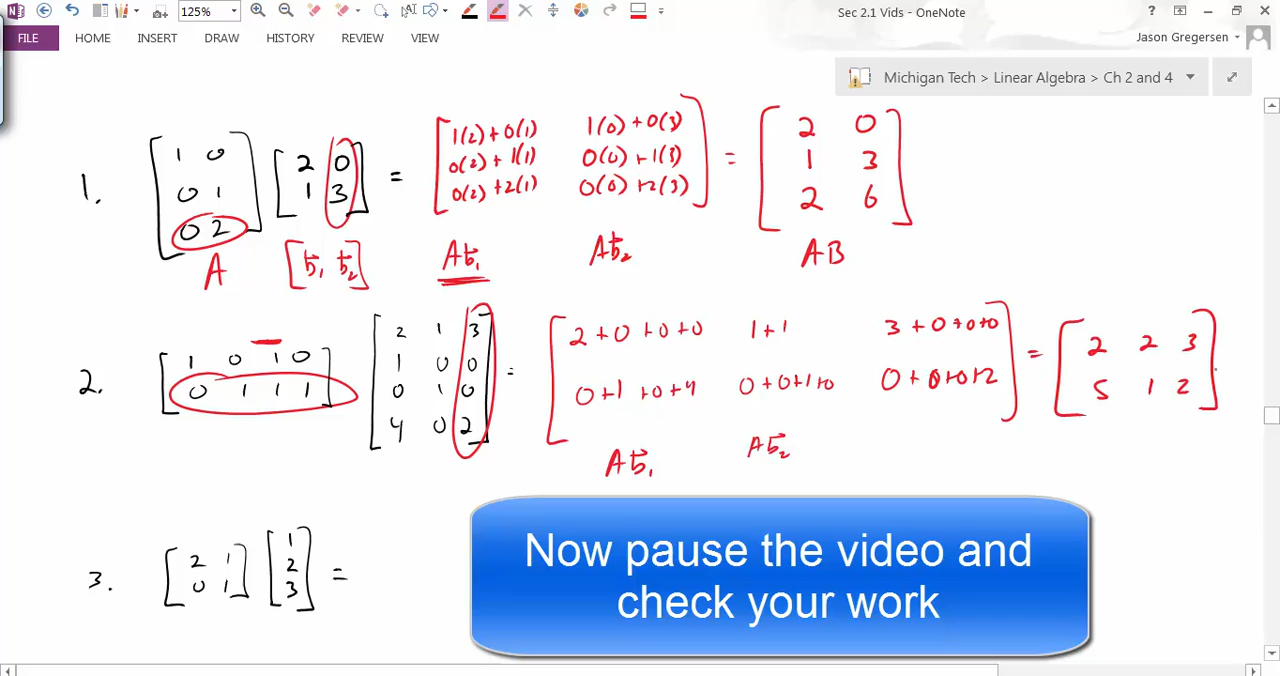 125%
Sec 2.1 Vids - OneNote
?
FILE HOME INSERT DRAW HISTORY REVIEW VIEW
Jason Gregersen
Michigan Tech > Linear Algebra > Ch 2 and 4
1 0 1(2)+0(1) 1(0)+0(3) 2 0
1. 0 1 2 0 = 0(2)+1(1) 0(0)+1(3) = 1 3
0 2 1 3 0(2)+2(1) 0(0)+2(3) 2 6
A [b₁ b₂] Ab₁ Ab₂ AB
2 1 3 2+0+0+0 1+1 3+0+0+0 2 2 3
2. 1 0 1 0 1 0 0 = =
0 1 1 1 0 1 0 0+1+0+4 0+0+1+0 0+0+0+2 5 1 2
4 0 2
Ab₁ Ab₂
1
3. 2 1 2 =
0 1 3
Now pause the video and
check your work